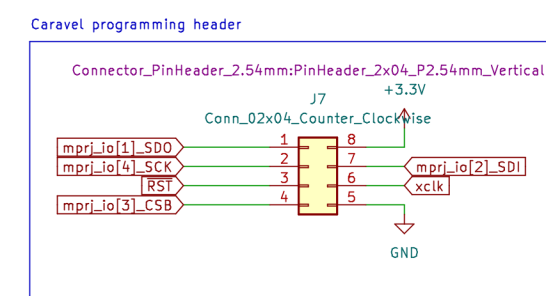 Caravel programming header
Connector_PinHeader_2.54mm:PinHeader_2x04_P2.54mm_Vertical
+3.3V
J7
Conn_02x04_Counter_Clockwise
mprj_io[1]_SDO 1 8
mprj_io[4]_SCK 2 7 mprj_io[2]_SDI
RST 3 6 xclk
mprj_io[3]_CSB 4 5
GND